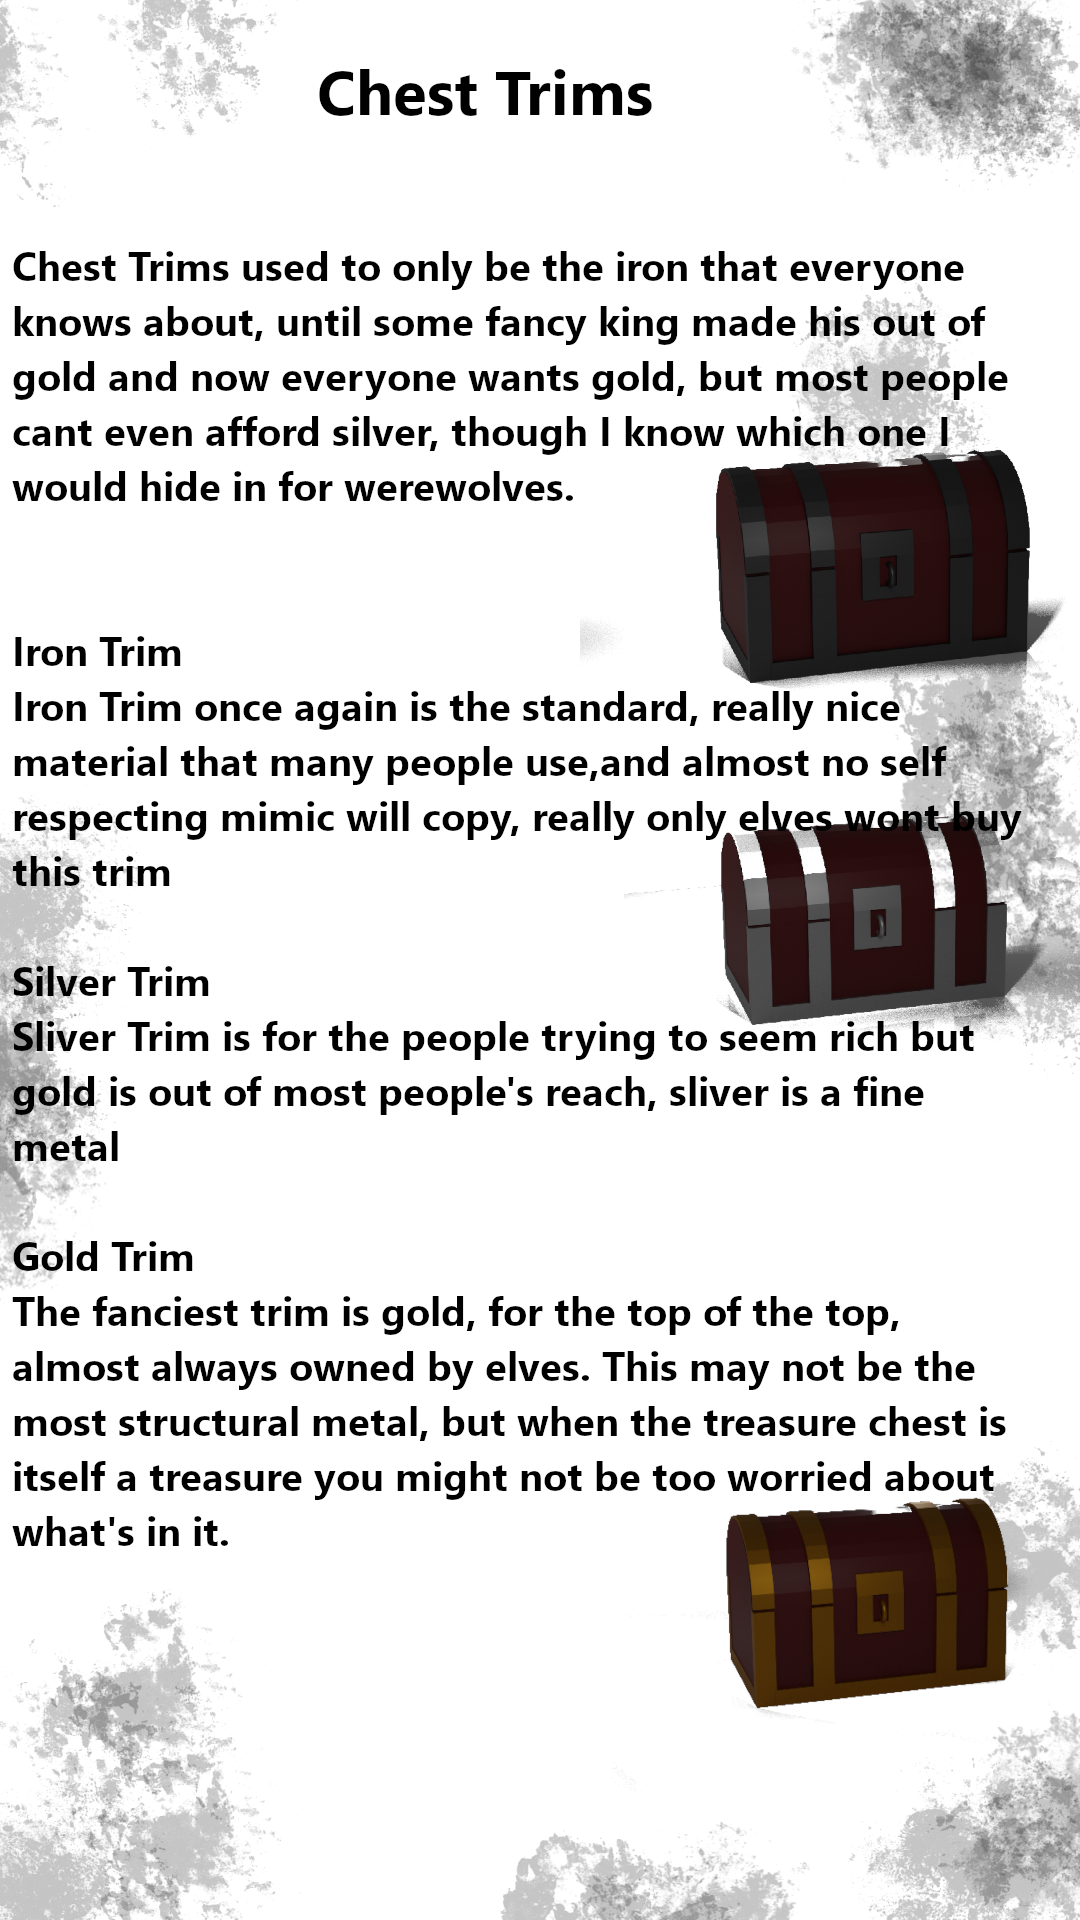 Chest Trims
Chest Trims used to only be the iron that everyone
knows about, until some fancy king made his out of
gold and now everyone wants gold, but most people
cant even afford silver, though I know which one I
would hide in for werewolves.
Iron Trim
Iron Trim once again is the standard, really nice
material that many people use,and almost no self
respecting mimic will copy, really only elves wont buy
this trim
Silver Trim
Sliver Trim is for the people trying to seem rich but
gold is out of most people's reach, sliver is a fine
metal
Gold Trim
The fanciest trim is gold, for the top of the top,
almost always owned by elves. This may not be the
most structural metal, but when the treasure chest is
itself a treasure you might not be too worried about
what's in it.